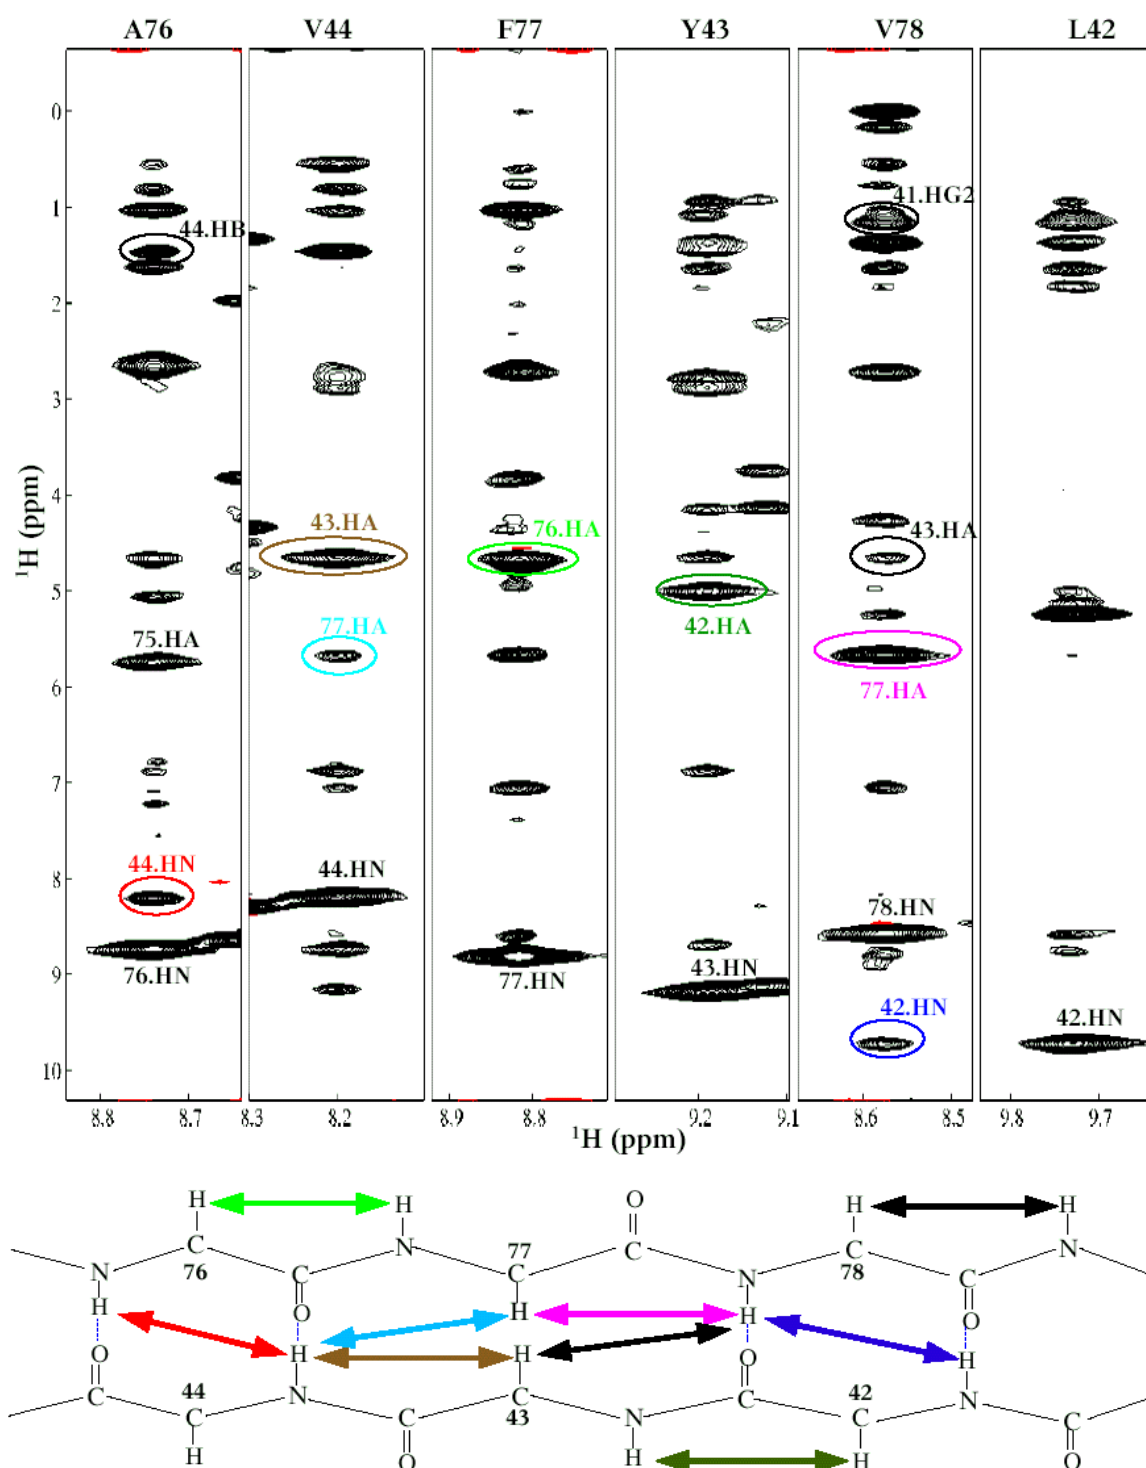 A76 V44 F77 Y43 V78 L42
0
1
2
3
4
5
6
7
8
9
10
¹H (ppm)
44.HB
75.HA
44.HN
76.HN
43.HA
77.HA
44.HN
76.HA
77.HN
42.HA
43.HN
41.HG2
43.HA
77.HA
78.HN
42.HN
42.HN
8.8 8.7 8.3 8.2 8.9 8.8 9.2 9.1 8.6 8.5 9.8 9.7
¹H (ppm)
H H O H H
C N 77 C C N
N 76 C C N 78 C
H O H H O
O H H O H
C 44 N C C 42 N
C C 43 N C C
H O H H O